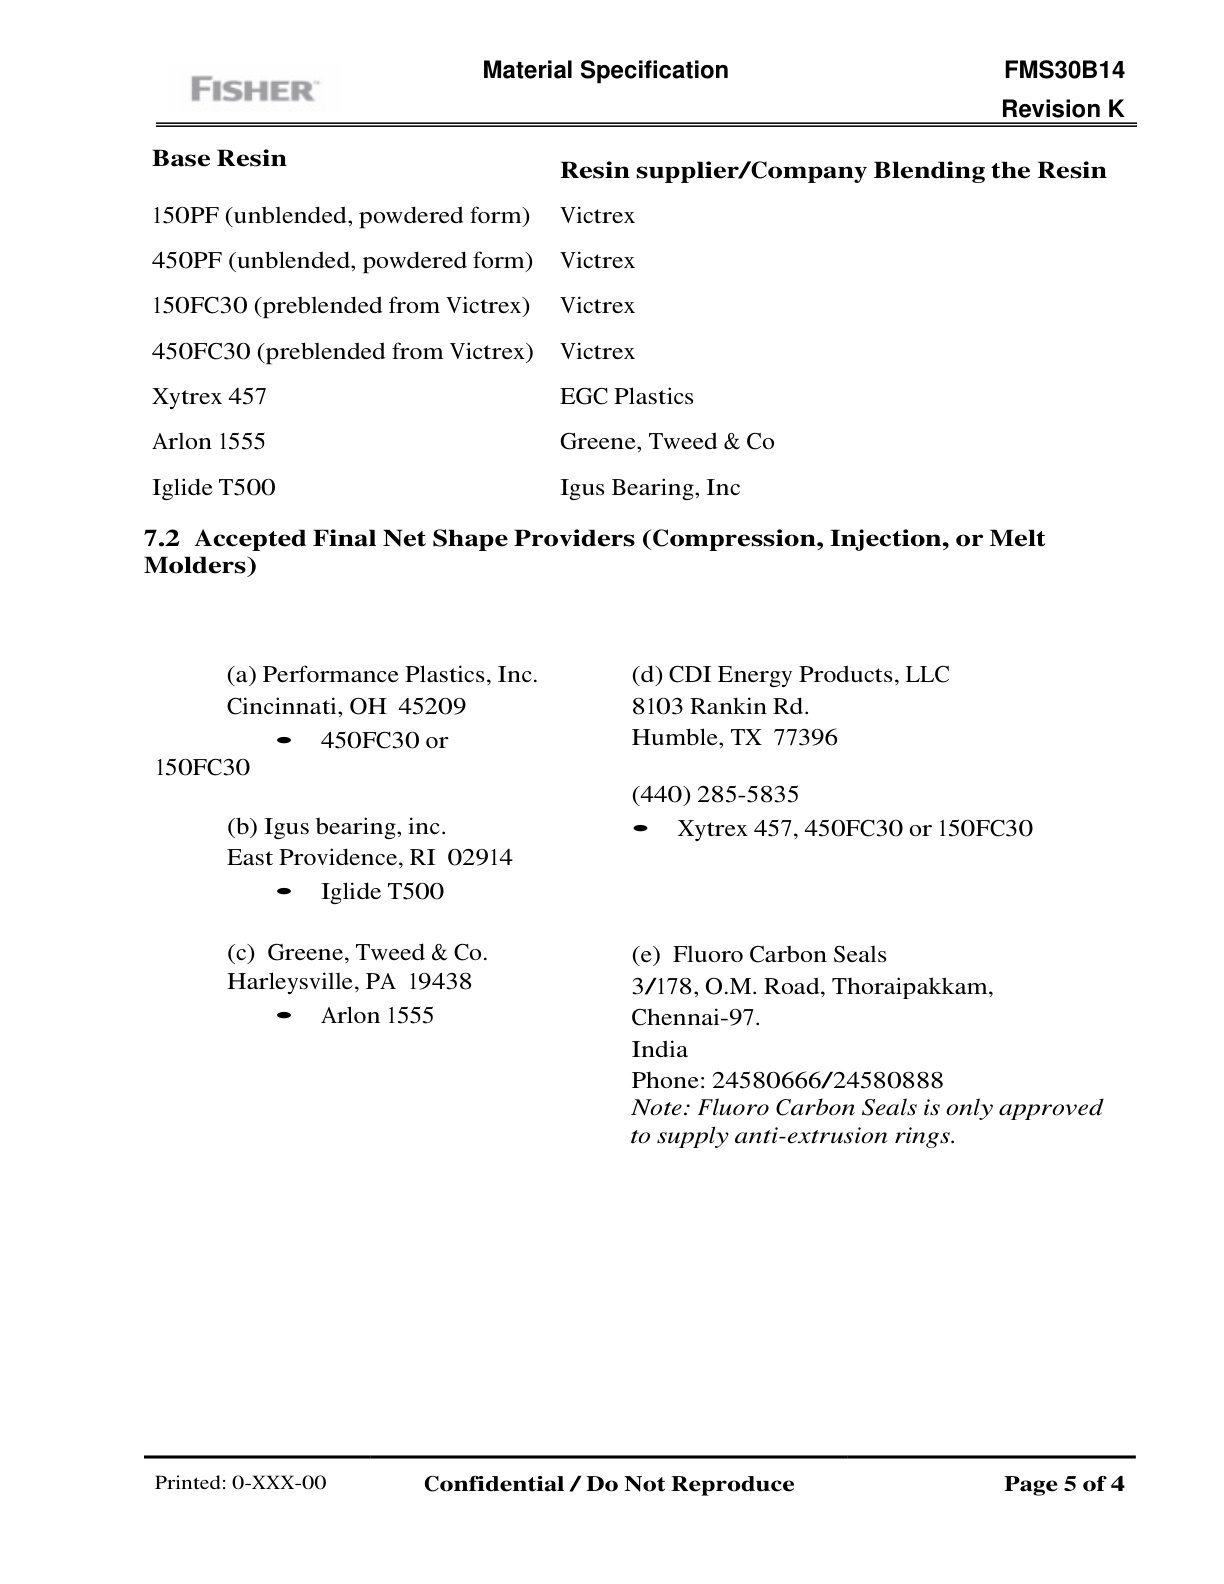 FISHER™
Material Specification
FMS30B14
Revision K
Base Resin
Resin supplier/Company Blending the Resin
150PF (unblended, powdered form) Victrex
450PF (unblended, powdered form) Victrex
150FC30 (preblended from Victrex) Victrex
450FC30 (preblended from Victrex) Victrex
Xytrex 457 EGC Plastics
Arlon 1555 Greene, Tweed & Co
Iglide T500 Igus Bearing, Inc
7.2 Accepted Final Net Shape Providers (Compression, Injection, or Melt
Molders)
(a) Performance Plastics, Inc.
Cincinnati, OH 45209
• 450FC30 or
150FC30
(b) Igus bearing, inc.
East Providence, RI 02914
• Iglide T500
(c) Greene, Tweed & Co.
Harleysville, PA 19438
• Arlon 1555
(d) CDI Energy Products, LLC
8103 Rankin Rd.
Humble, TX 77396
(440) 285-5835
• Xytrex 457, 450FC30 or 150FC30
(e) Fluoro Carbon Seals
3/178, O.M. Road, Thoraipakkam,
Chennai-97.
India
Phone: 24580666/24580888
Note: Fluoro Carbon Seals is only approved
to supply anti-extrusion rings.
Printed: 0-XXX-00
Confidential / Do Not Reproduce
Page 5 of 4